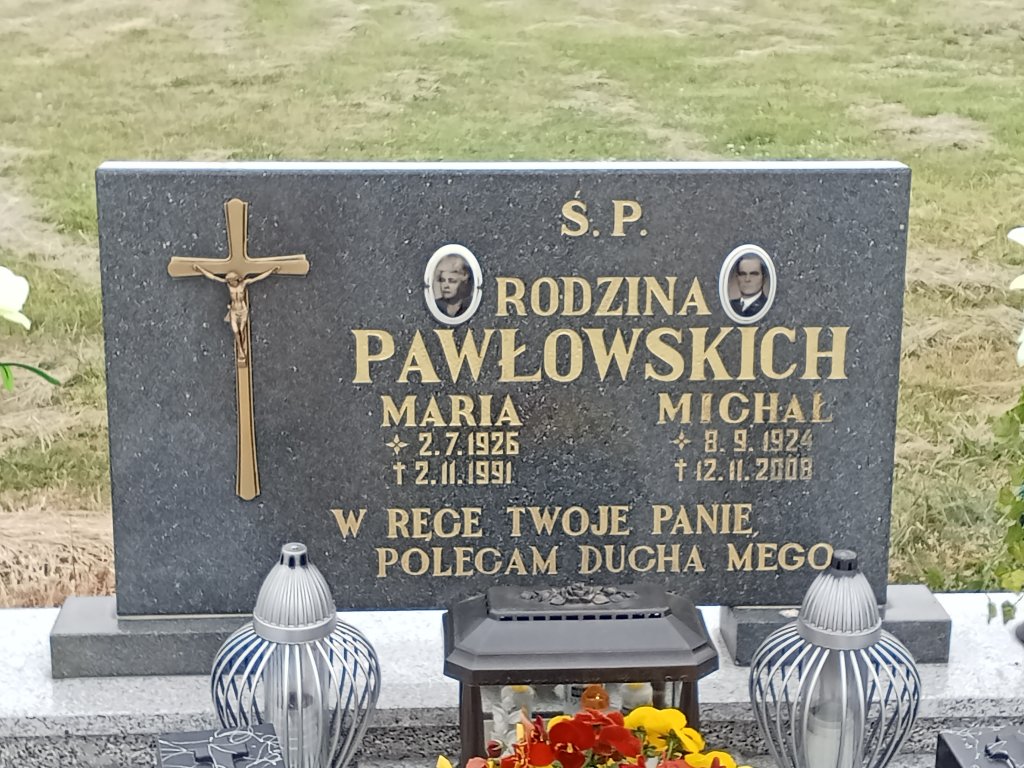 Ś. P.
RODZINA
PAWŁOWSKICH
MARIA
✧ 2.7.1926
† 2.11.1991
MICHAŁ
✧ 8.9.1924
† 12.11.2008
W RĘCE TWOJE PANIE,
POLECAM DUCHA MEGO